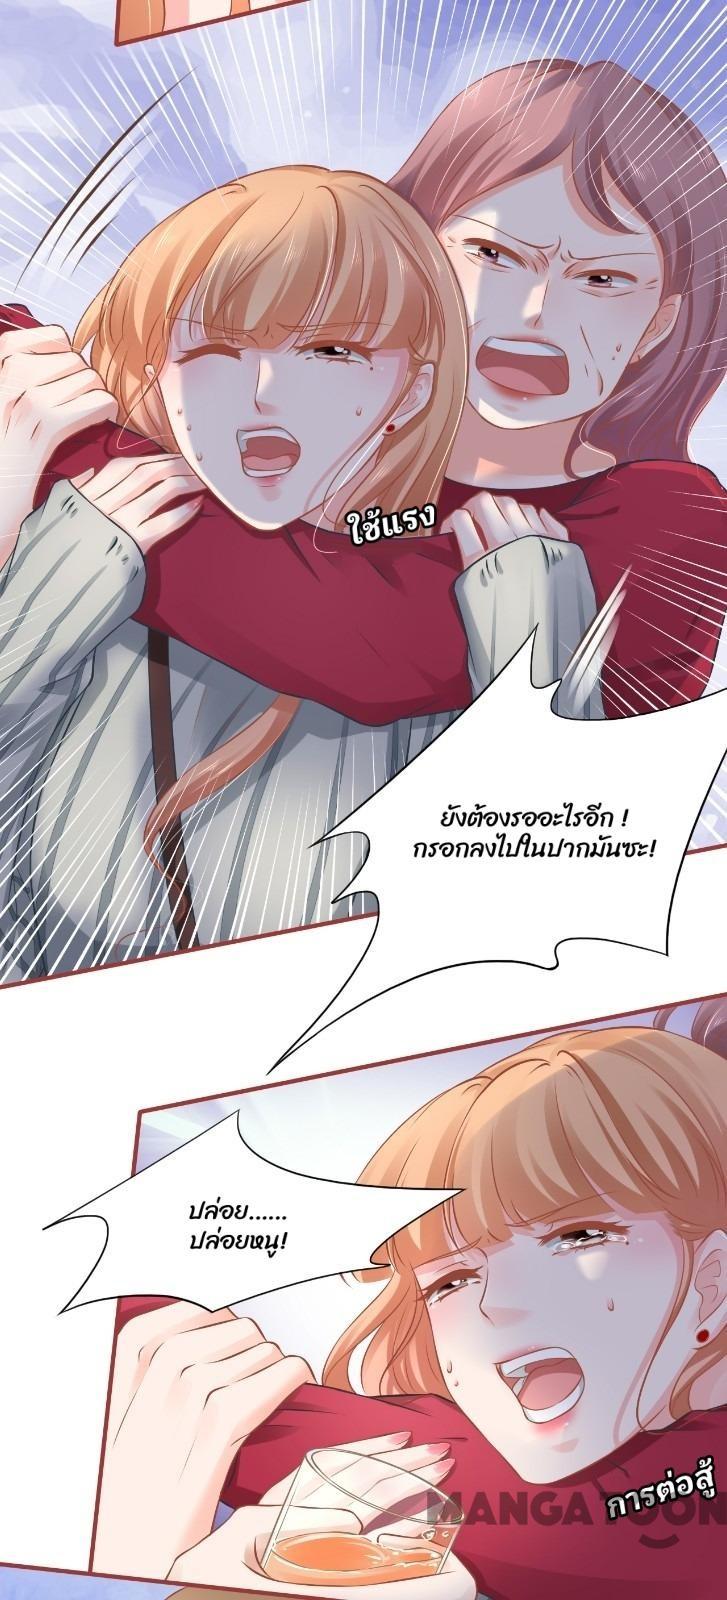 ใช้แรง
ยังต้องรออะไรอีก !
กรอกลงไปในปากมันซะ!
ปล่อย......
ปล่อยหนู!
การต่อสู้
MANGA TOON